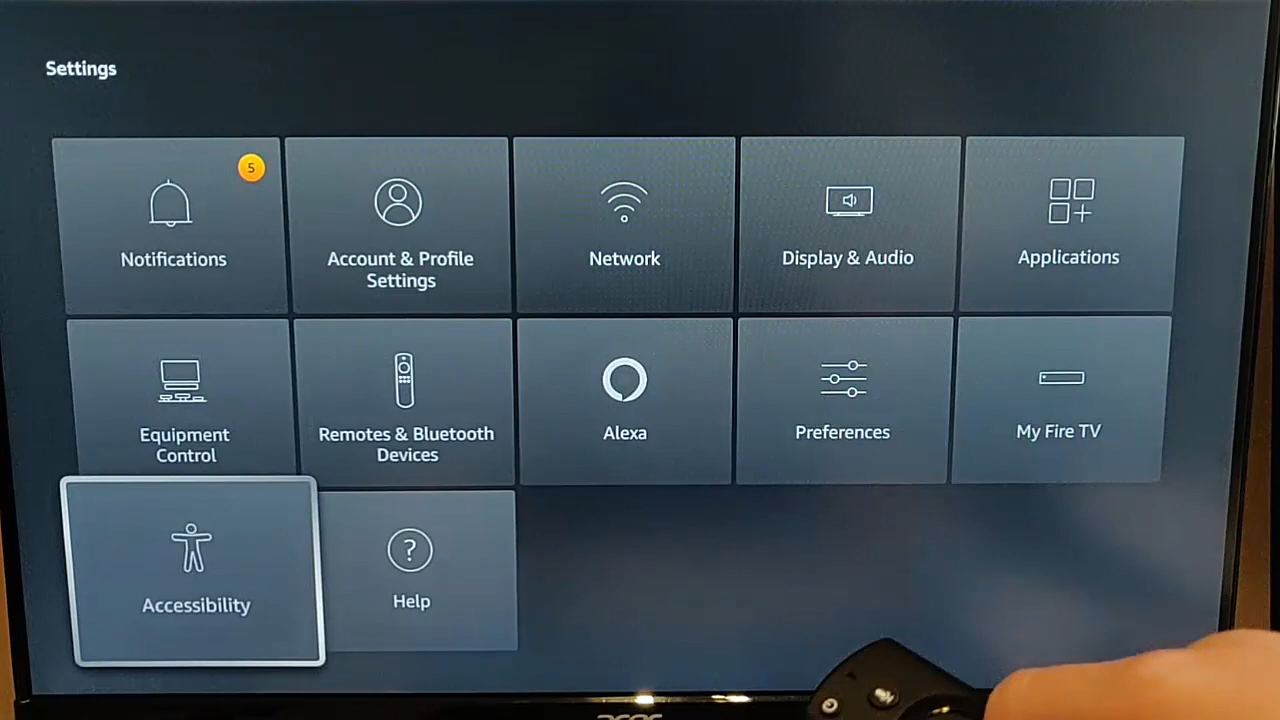 Settings
5
Notifications
Account & Profile
Settings
Network
Display & Audio
Applications
Equipment
Control
Remotes & Bluetooth
Devices
Alexa
Preferences
My Fire TV
Accessibility
?
Help
acer